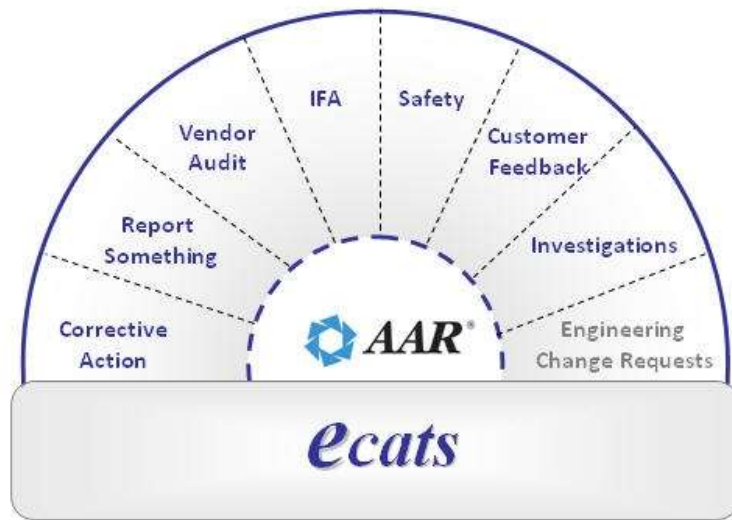 Corrective
Action
Report
Something
Vendor
Audit
IFA
Safety
Customer
Feedback
Investigations
Engineering
Change Requests
AAR®
ecats